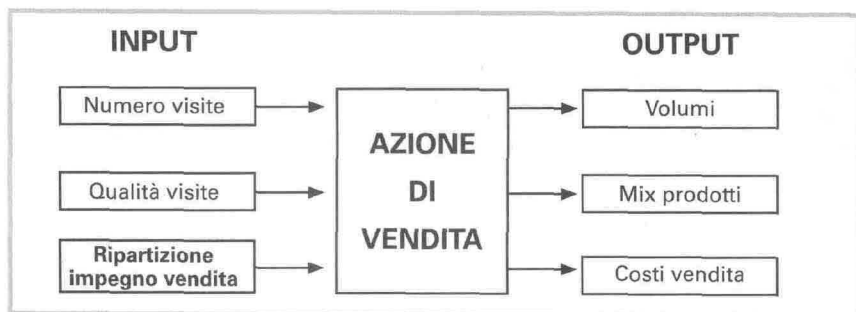 INPUT
OUTPUT
Numero visite
Qualità visite
Ripartizione
impegno vendita
AZIONE
DI
VENDITA
Volumi
Mix prodotti
Costi vendita